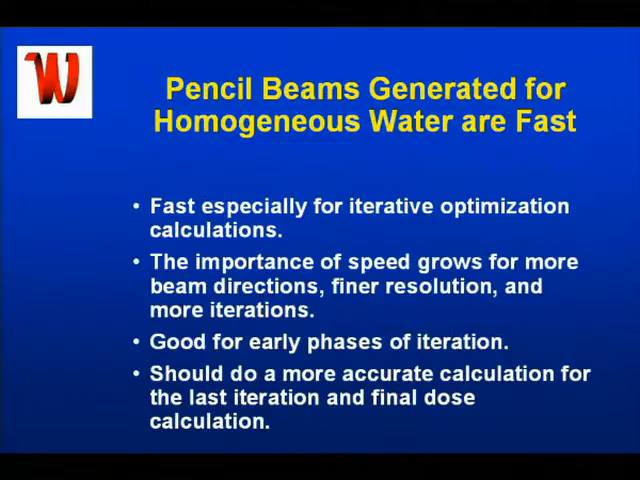 W
Pencil Beams Generated for
Homogeneous Water are Fast
• Fast especially for iterative optimization
calculations.
• The importance of speed grows for more
beam directions, finer resolution, and
more iterations.
• Good for early phases of iteration.
• Should do a more accurate calculation for
the last iteration and final dose
calculation.